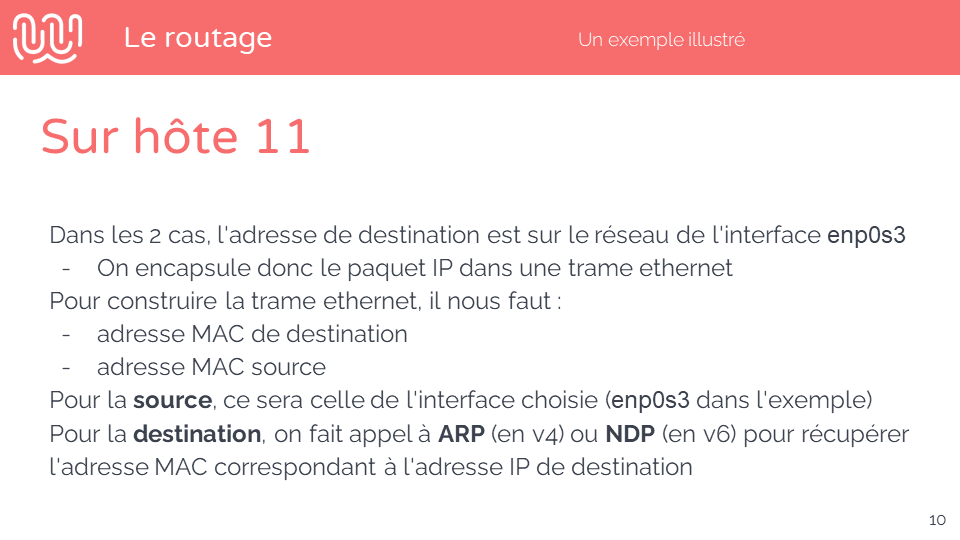 Le routage
Un exemple illustré
Sur hôte 11
Dans les 2 cas, l'adresse de destination est sur le réseau de l'interface enp0s3
- On encapsule donc le paquet IP dans une trame ethernet
Pour construire la trame ethernet, il nous faut :
- adresse MAC de destination
- adresse MAC source
Pour la source, ce sera celle de l'interface choisie (enp0s3 dans l'exemple)
Pour la destination, on fait appel à ARP (en v4) ou NDP (en v6) pour récupérer
l'adresse MAC correspondant à l'adresse IP de destination
10